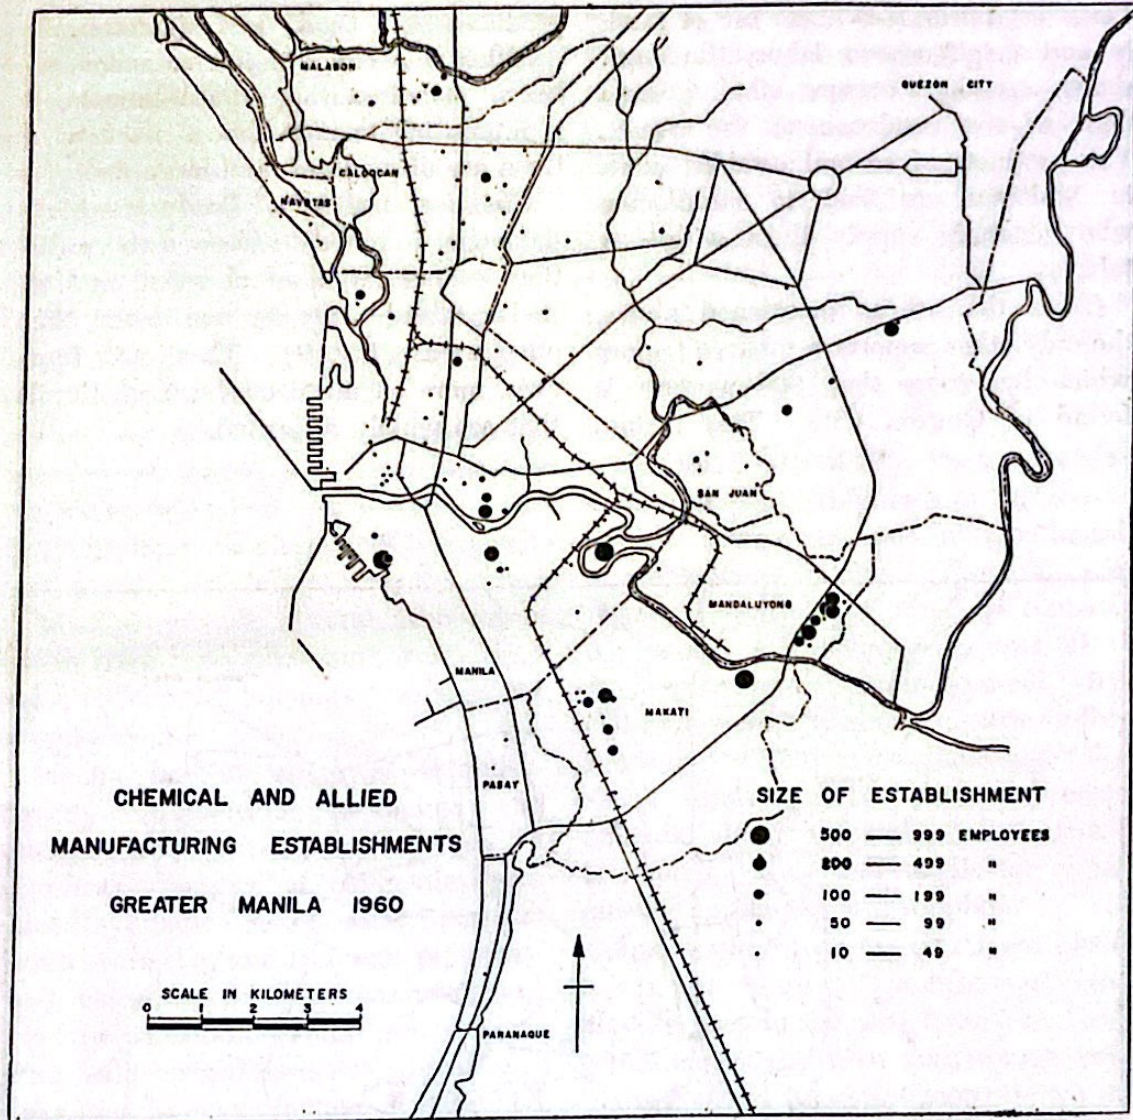 MALABON
QUEZON CITY
CALOOCAN
NAVOTAS
SAN JUAN
MANDALUYONG
MANILA
MAKATI
PASAY
CHEMICAL AND ALLIED
MANUFACTURING ESTABLISHMENTS
GREATER MANILA 1960
SIZE OF ESTABLISHMENT
500 — 999 EMPLOYEES
200 — 499 "
100 — 199 "
50 — 99 "
10 — 49 "
SCALE IN KILOMETERS
0 1 2 3 4
PARANAQUE